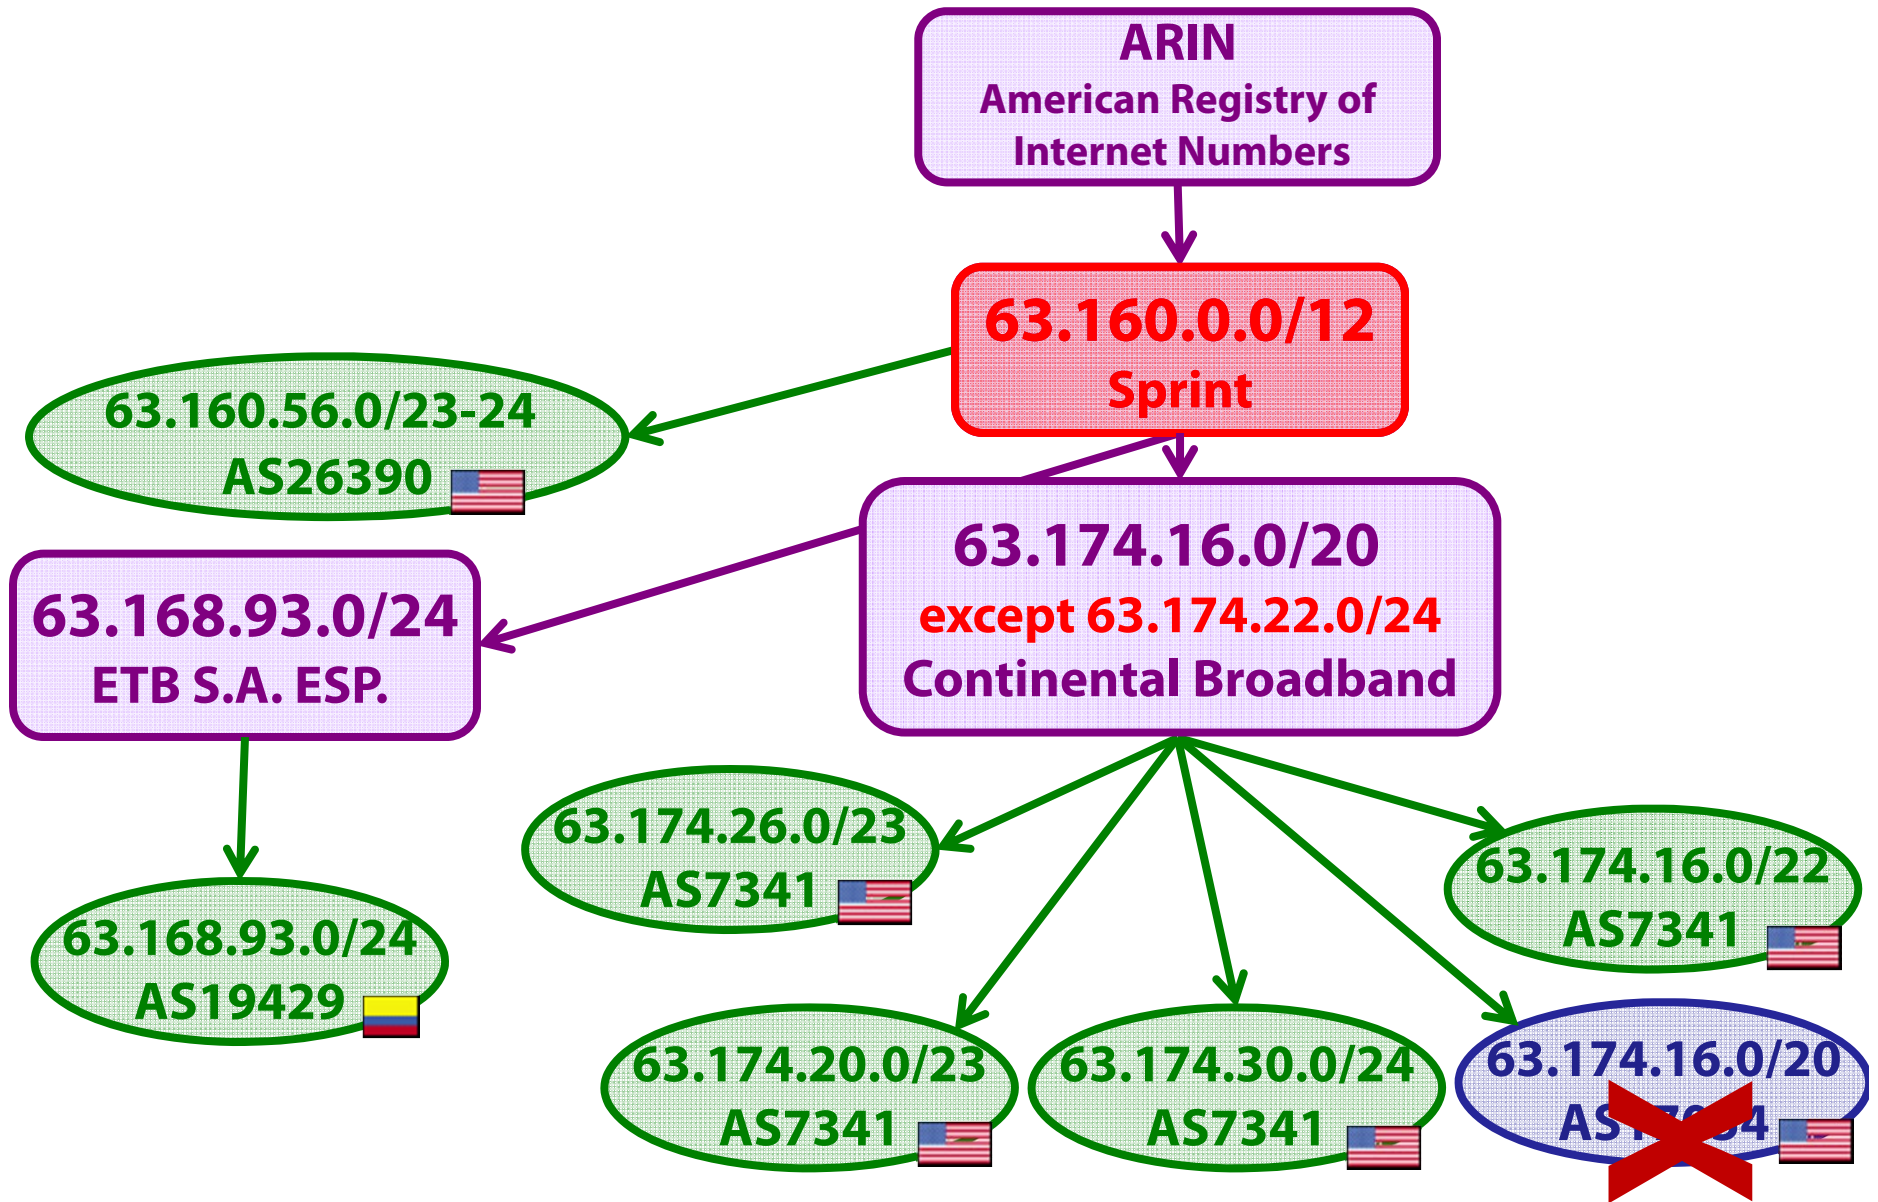 ARIN
American Registry of
Internet Numbers
63.160.0.0/12
Sprint
63.160.56.0/23-24
AS26390
63.174.16.0/20
except 63.174.22.0/24
Continental Broadband
63.168.93.0/24
ETB S.A. ESP.
63.174.26.0/23
AS7341
63.174.16.0/22
AS7341
63.168.93.0/24
AS19429
63.174.20.0/23
AS7341
63.174.30.0/24
AS7341
63.174.16.0/20